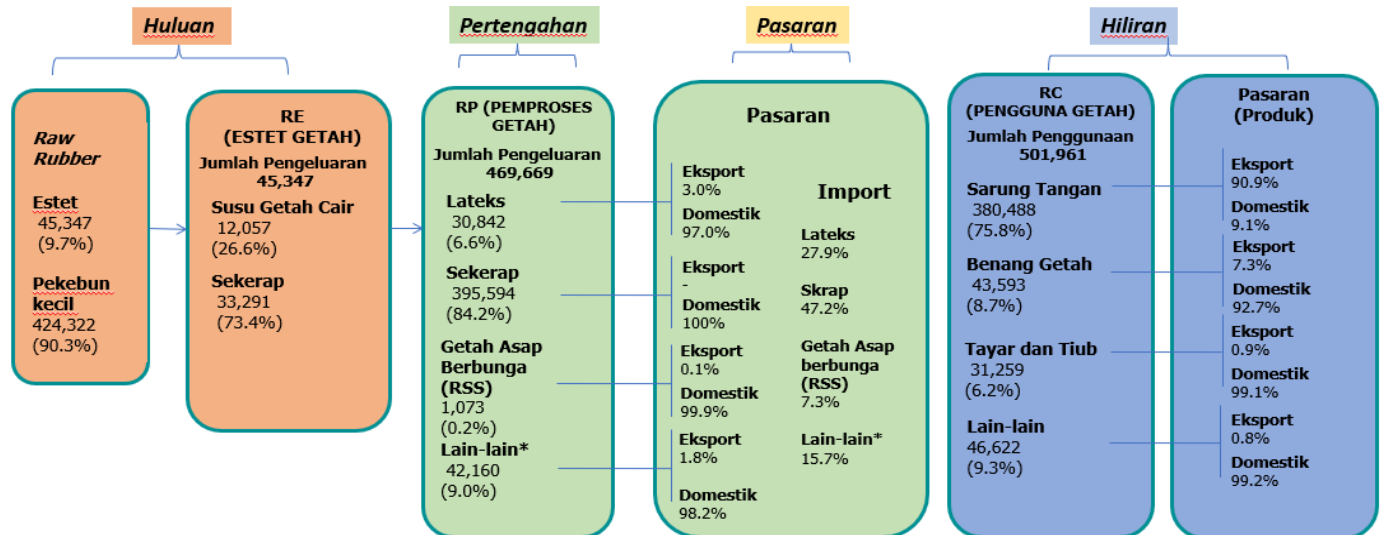 Huluan
Pertengahan
Pasaran
Hiliran
Raw
Rubber
Estet
45,347
(9.7%)
Pekebun
kecil
424,322
(90.3%)
RE
(ESTET GETAH)
Jumlah Pengeluaran
45,347
Susu Getah Cair
12,057
(26.6%)
Sekerap
33,291
(73.4%)
RP (PEMPROSES
GETAH)
Jumlah Pengeluaran
469,669
Lateks
30,842
(6.6%)
Sekerap
395,594
(84.2%)
Getah Asap
Berbunga
(RSS)
1,073
(0.2%)
Lain-lain*
42,160
(9.0%)
Pasaran
Eksport
3.0%
Domestik
97.0%
Eksport
-
Domestik
100%
Eksport
0.1%
Domestik
99.9%
Eksport
1.8%
Domestik
98.2%
Import
Lateks
27.9%
Skrap
47.2%
Getah Asap
berbunga
(RSS)
7.3%
Lain-lain*
15.7%
RC
(PENGGUNA GETAH)
Jumlah Penggunaan
501,961
Sarung Tangan
380,488
(75.8%)
Benang Getah
43,593
(8.7%)
Tayar dan Tiub
31,259
(6.2%)
Lain-lain
46,622
(9.3%)
Pasaran
(Produk)
Eksport
90.9%
Domestik
9.1%
Eksport
7.3%
Domestik
92.7%
Eksport
0.9%
Domestik
99.1%
Eksport
0.8%
Domestik
99.2%